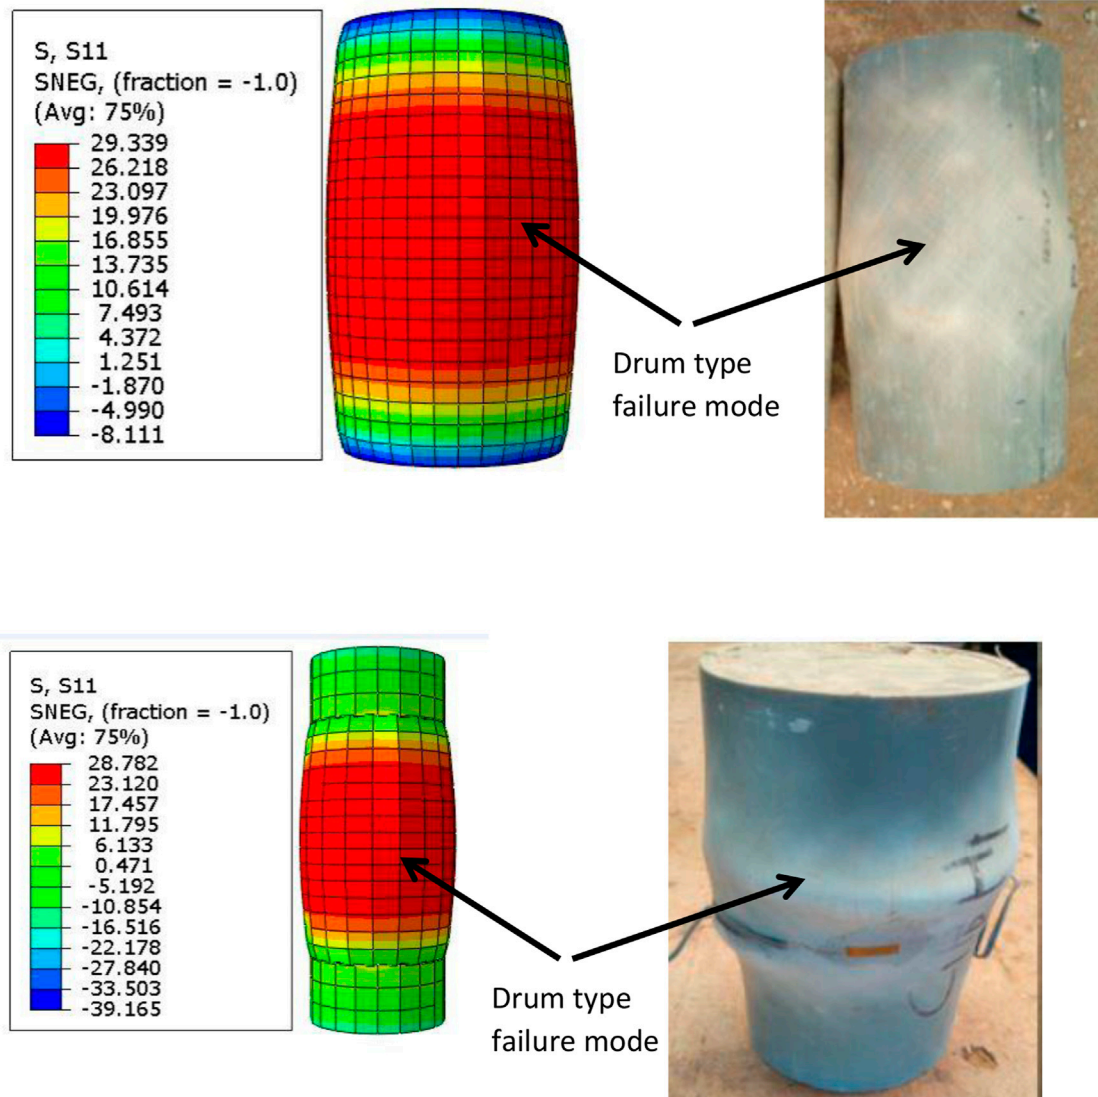 S, S11
SNEG, (fraction = -1.0)
(Avg: 75%)
29.339
26.218
23.097
19.976
16.855
13.735
10.614
7.493
4.372
1.251
-1.870
-4.990
-8.111
Drum type
failure mode
S, S11
SNEG, (fraction = -1.0)
(Avg: 75%)
28.782
23.120
17.457
11.795
6.133
0.471
-5.192
-10.854
-16.516
-22.178
-27.840
-33.503
-39.165
Drum type
failure mode